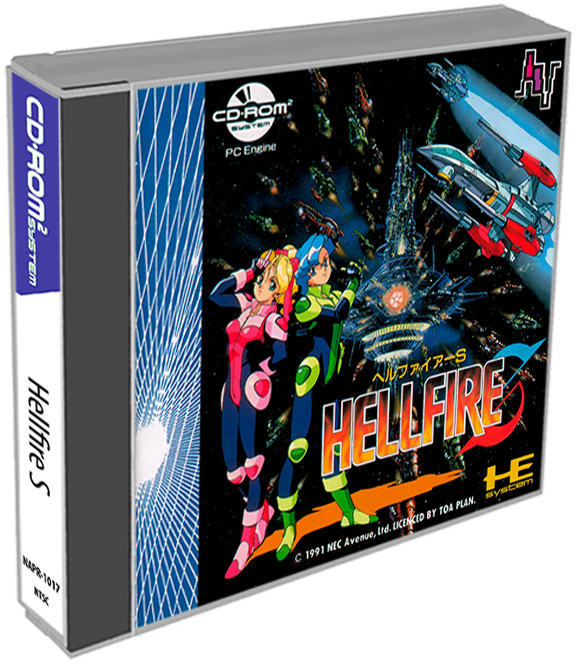 CD-ROM²
SYSTEM
Hellfire S
NAPR-1017
NTSC
CD-ROM²
SYSTEM
PC Engine
ヘルファイアーS
HELLFIRE S
HE
system
© 1991 NEC Avenue, Ltd. LICENCED BY TOA PLAN.